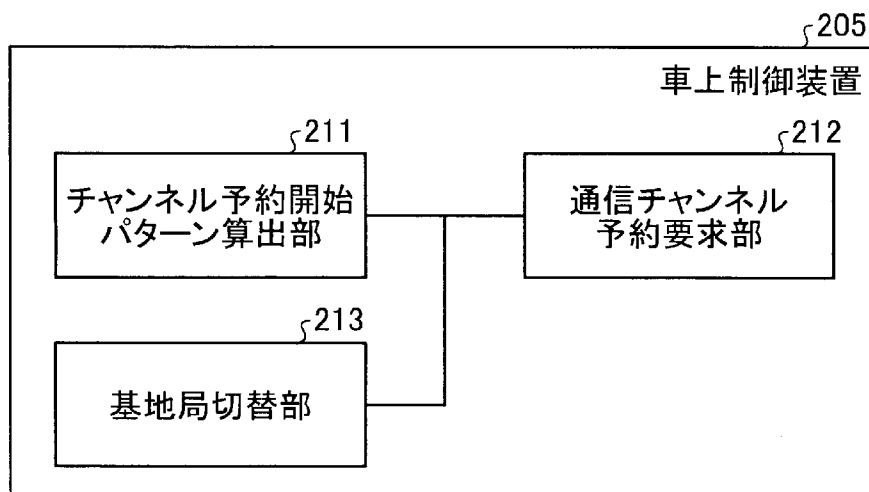 205
車上制御装置
211
チャンネル予約開始
パターン算出部
212
通信チャンネル
予約要求部
213
基地局切替部